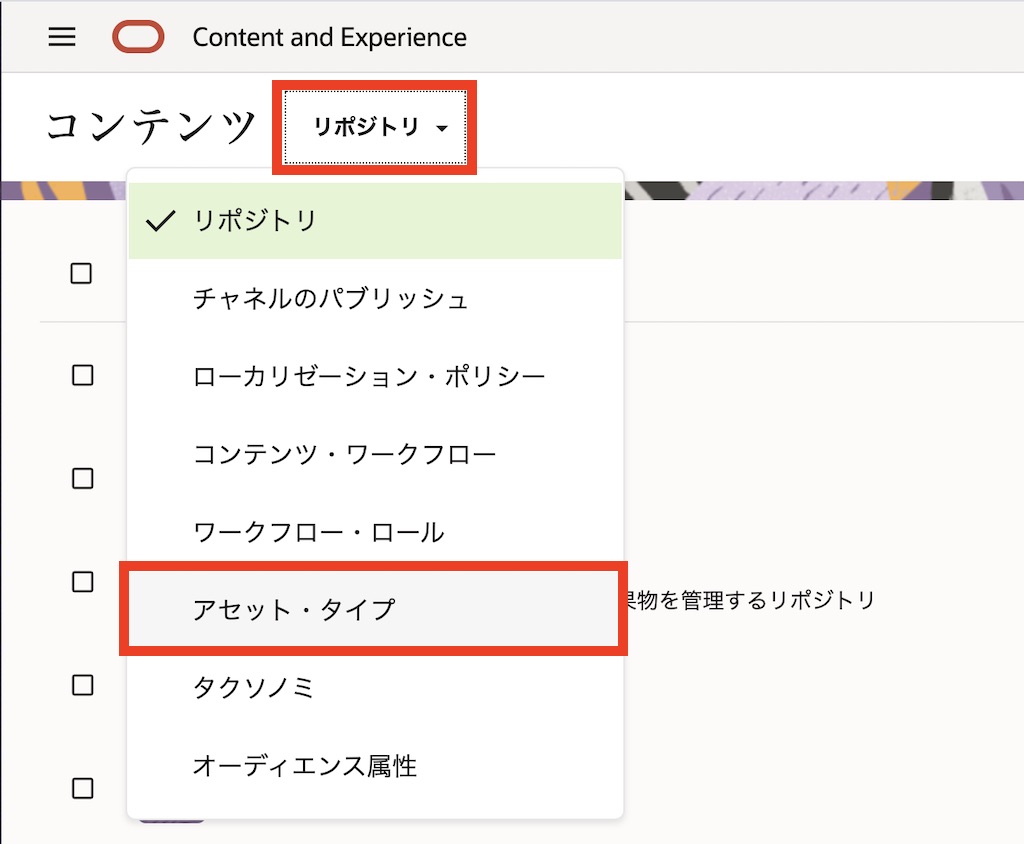 Content and Experience
コンテンツ
リポジトリ
リポジトリ
チャネルのパブリッシュ
ローカリゼーション・ポリシー
コンテンツ・ワークフロー
ワークフロー・ロール
アセット・タイプ
物を管理するリポジトリ
タクソノミ
オーディエンス属性